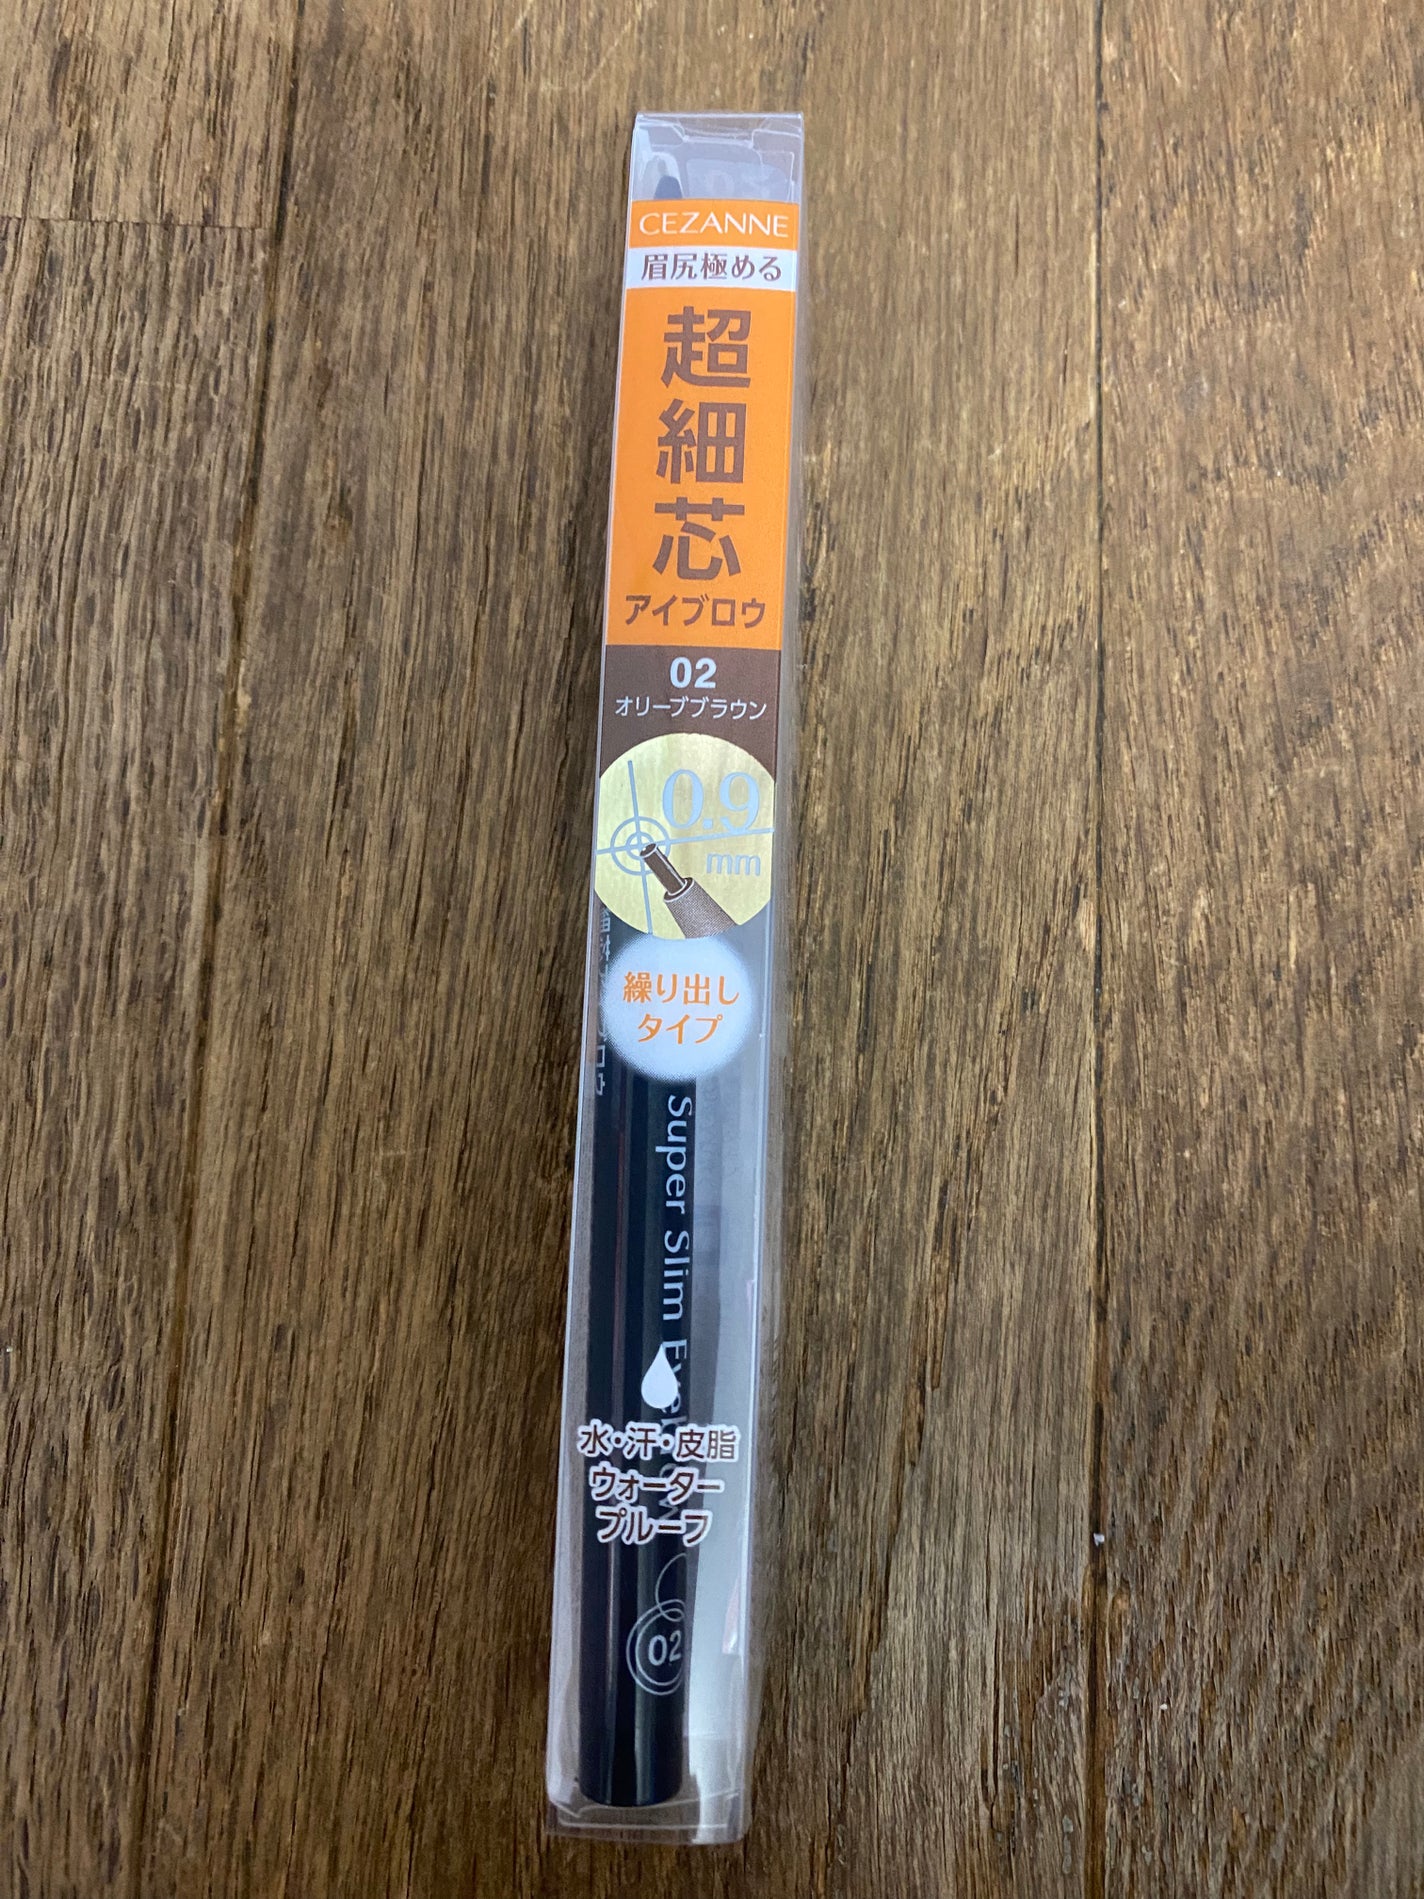 CEZANNE
眉尻極める
超細芯
アイブロウ
02
オリーブブラウン
0.9
mm
繰り出し
タイプ
Super Slim Eyebrow
水・汗・皮脂
ウォーター
プルーフ
02